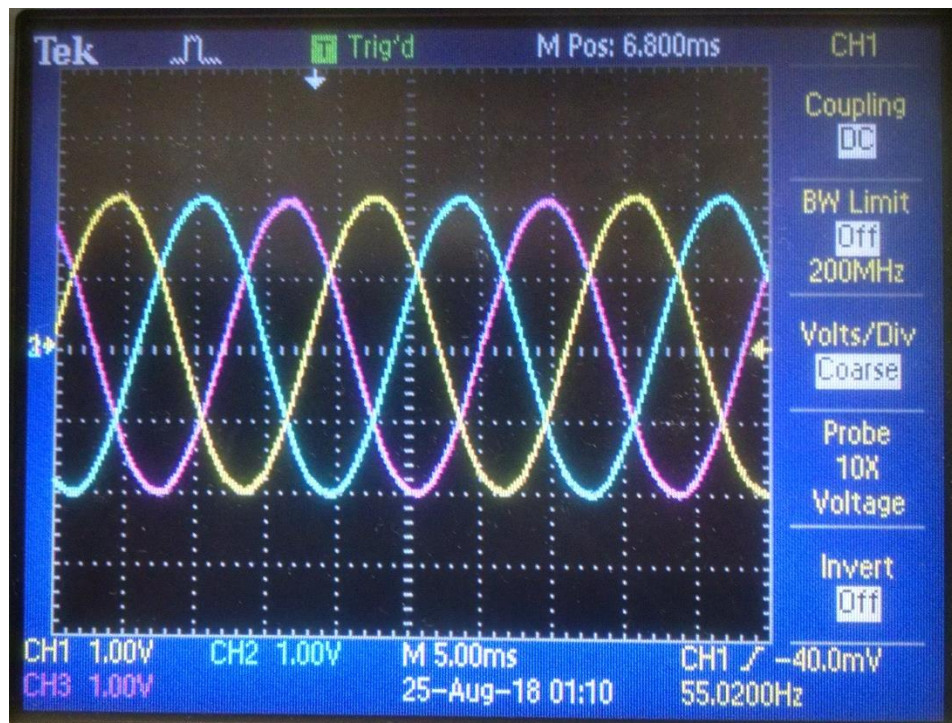 Tek T Trig'd M Pos: 6.800ms CH1
Coupling
DC
BW Limit
Off
200MHz
Volts/Div
Coarse
Probe
10X
Voltage
Invert
Off
CH1 1.00V CH2 1.00V M 5.00ms CH1 -40.0mV
CH3 1.00V 25-Aug-18 01:10 55.0200Hz